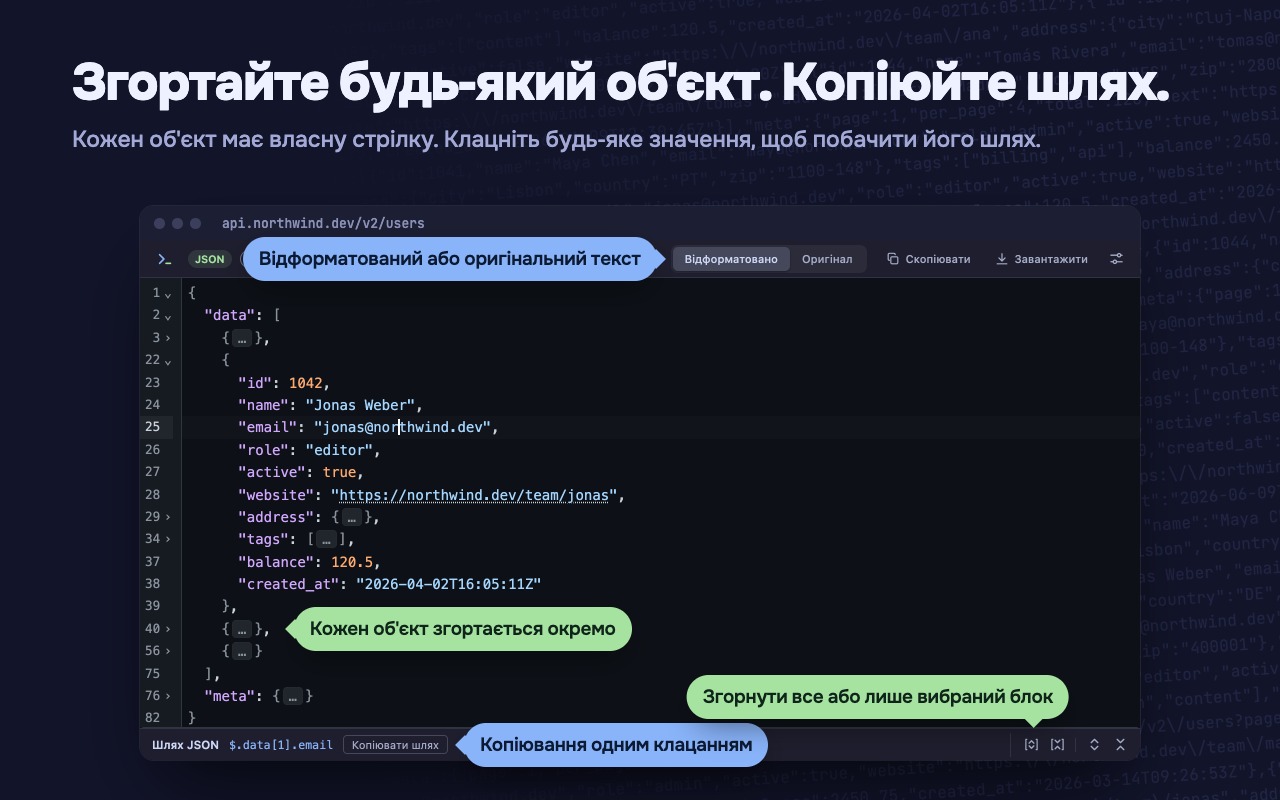 Згортайте будь-який об'єкт. Копіюйте шлях.
Кожен об'єкт має власну стрілку. Клацніть будь-яке значення, щоб побачити його шлях.
api.northwind.dev/v2/users
JSON
Відформатований або оригінальний текст
Відформатовано
Оригінал
Скопіювати
Завантажити
1 {
2 "data": [
3 {…},
22 {
23 "id": 1042,
24 "name": "Jonas Weber",
25 "email": "jonas@northwind.dev",
26 "role": "editor",
27 "active": true,
28 "website": "https://northwind.dev/team/jonas",
29 "address": {…},
34 "tags": […],
37 "balance": 120.5,
38 "created_at": "2026-04-02T16:05:11Z"
39 },
40 {…},
Кожен об'єкт згортається окремо
56 {…}
75 ],
76 "meta": {…}
Згорнути все або лише вибраний блок
82 }
Шлях JSON $.data[1].email Копіювати шлях
Копіювання одним клацанням